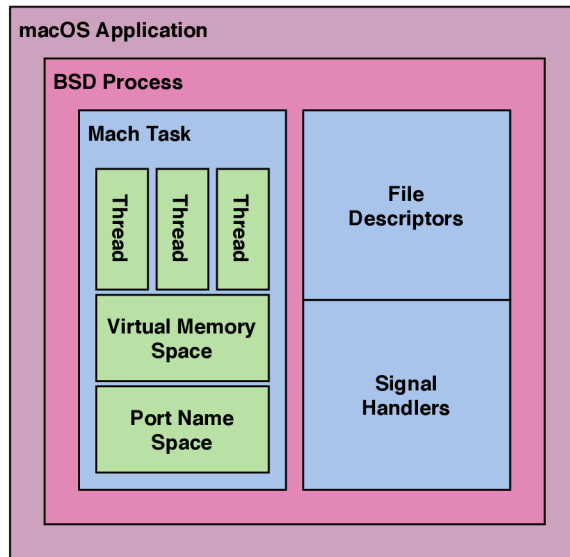 macOS Application
BSD Process
Mach Task
Thread
Thread
Thread
Virtual Memory
Space
Port Name
Space
File
Descriptors
Signal
Handlers